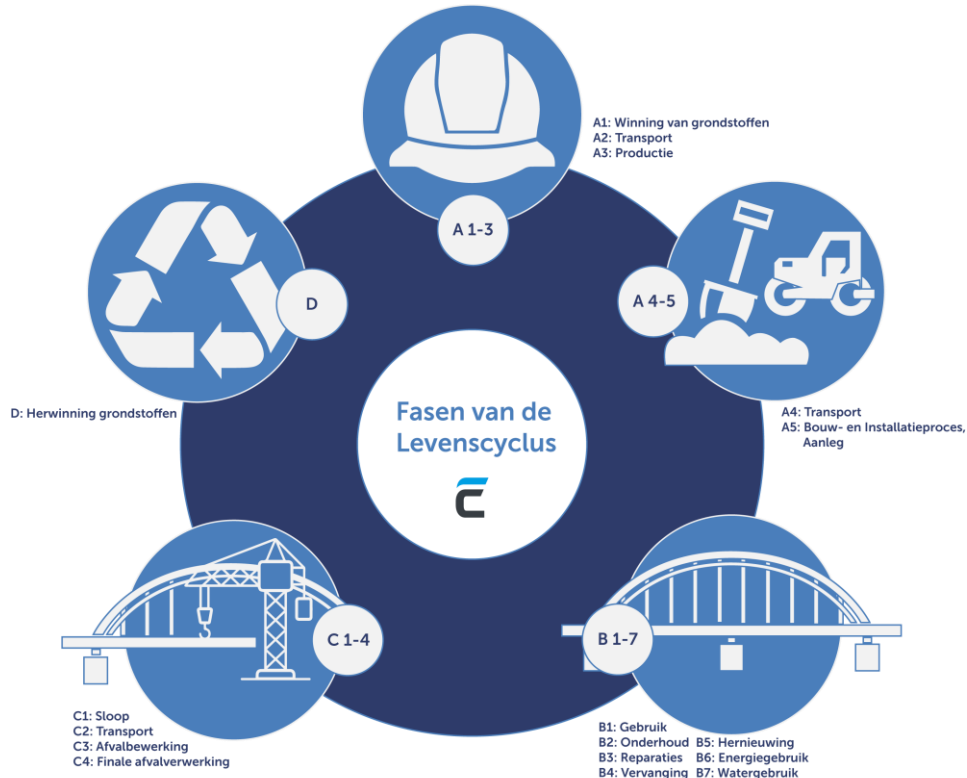 A1: Winning van grondstoffen
A2: Transport
A3: Productie
A 1-3
A 4-5
D
D: Herwinning grondstoffen
Fasen van de
Levenscyclus
A4: Transport
A5: Bouw- en Installatieproces,
Aanleg
C 1-4
B 1-7
C1: Sloop
C2: Transport
C3: Afvalbewerking
C4: Finale afvalverwerking
B1: Gebruik
B2: Onderhoud B5: Hernieuwing
B3: Reparaties B6: Energiegebruik
B4: Vervanging B7: Watergebruik